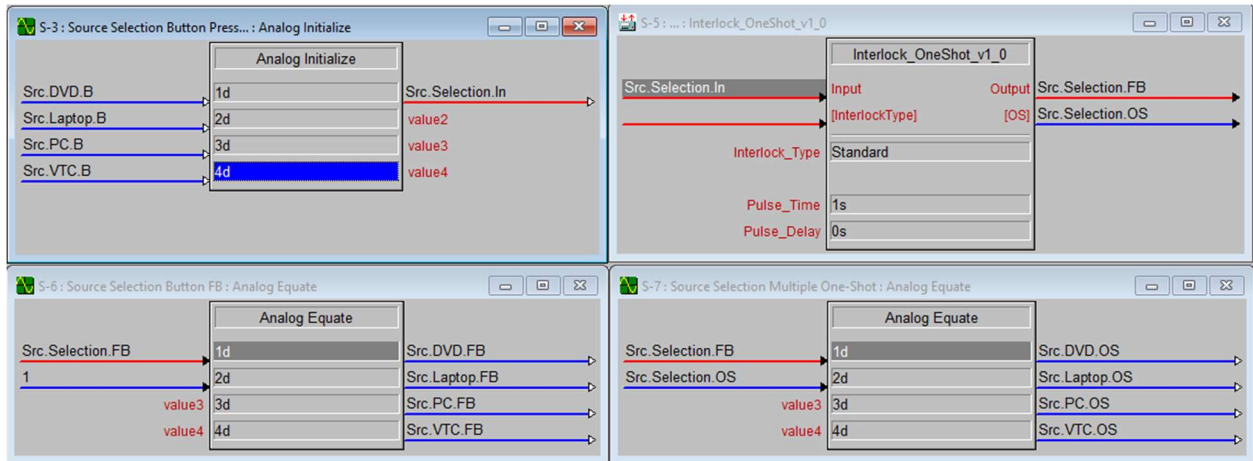 S-3 : Source Selection Button Press... : Analog Initialize
Analog Initialize
Src.DVD.B 1d Src.Selection.In
Src.Laptop.B 2d value2
Src.PC.B 3d value3
Src.VTC.B 4d value4
S-5 : ... : Interlock_OneShot_v1_0
Interlock_OneShot_v1_0
Src.Selection.In Input Output Src.Selection.FB
[InterlockType] [OS] Src.Selection.OS
Interlock_Type Standard
Pulse_Time 1s
Pulse_Delay 0s
S-6 : Source Selection Button FB : Analog Equate
Analog Equate
Src.Selection.FB 1d Src.DVD.FB
1 2d Src.Laptop.FB
value3 3d Src.PC.FB
value4 4d Src.VTC.FB
S-7 : Source Selection Multiple One-Shot : Analog Equate
Analog Equate
Src.Selection.FB 1d Src.DVD.OS
Src.Selection.OS 2d Src.Laptop.OS
value3 3d Src.PC.OS
value4 4d Src.VTC.OS